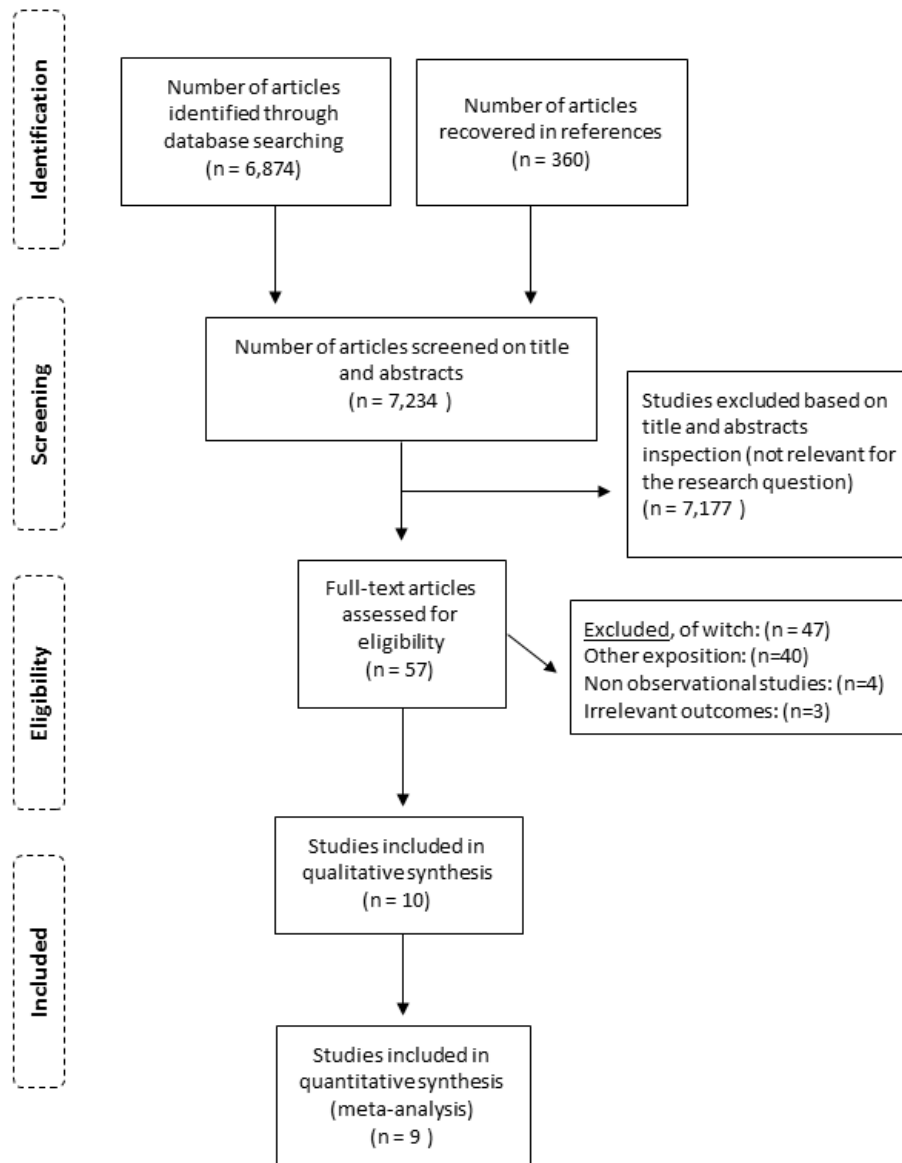 Identification
Number of articles
identified through
database searching
(n = 6,874)
Number of articles
recovered in references
(n = 360)
Screening
Number of articles screened on title
and abstracts
(n = 7,234 )
Studies excluded based on
title and abstracts
inspection (not relevant for
the research question)
(n = 7,177 )
Eligibility
Full-text articles
assessed for
eligibility
(n = 57)
Excluded, of witch: (n = 47)
Other exposition: (n=40)
Non observational studies: (n=4)
Irrelevant outcomes: (n=3)
Included
Studies included in
qualitative synthesis
(n = 10)
Studies included in
quantitative synthesis
(meta-analysis)
(n = 9 )